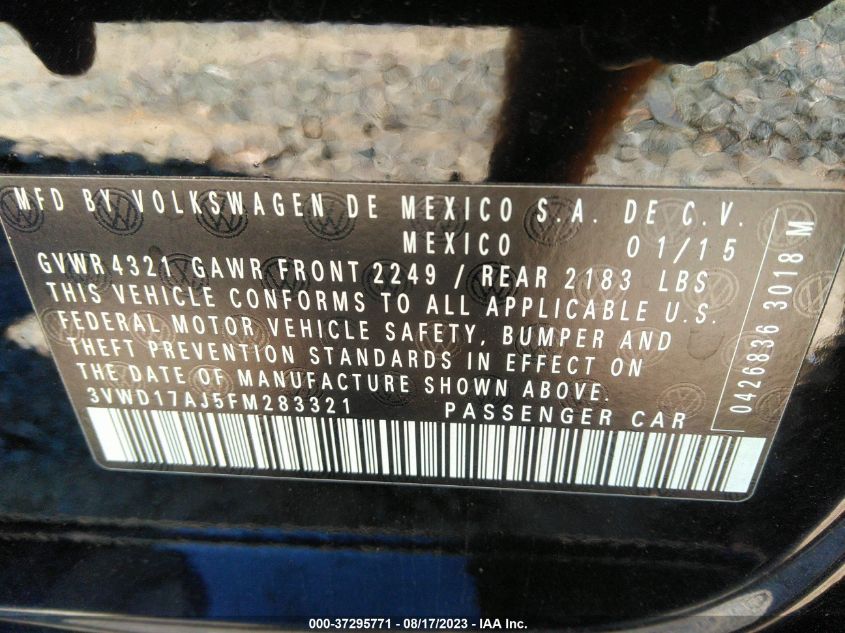 MFD BY VOLKSWAGEN DE MEXICO S.A. DE C.V.
MEXICO 01/15
GVWR 4321 GAWR FRONT 2249 / REAR 2183 LBS
THIS VEHICLE CONFORMS TO ALL APPLICABLE U.S.
FEDERAL MOTOR VEHICLE SAFETY, BUMPER AND
THEFT PREVENTION STANDARDS IN EFFECT ON
THE DATE OF MANUFACTURE SHOWN ABOVE.
3VWD17AJ5FM283321 PASSENGER CAR
0426836 3018 M
000-37295771 - 08/17/2023 - IAA Inc.